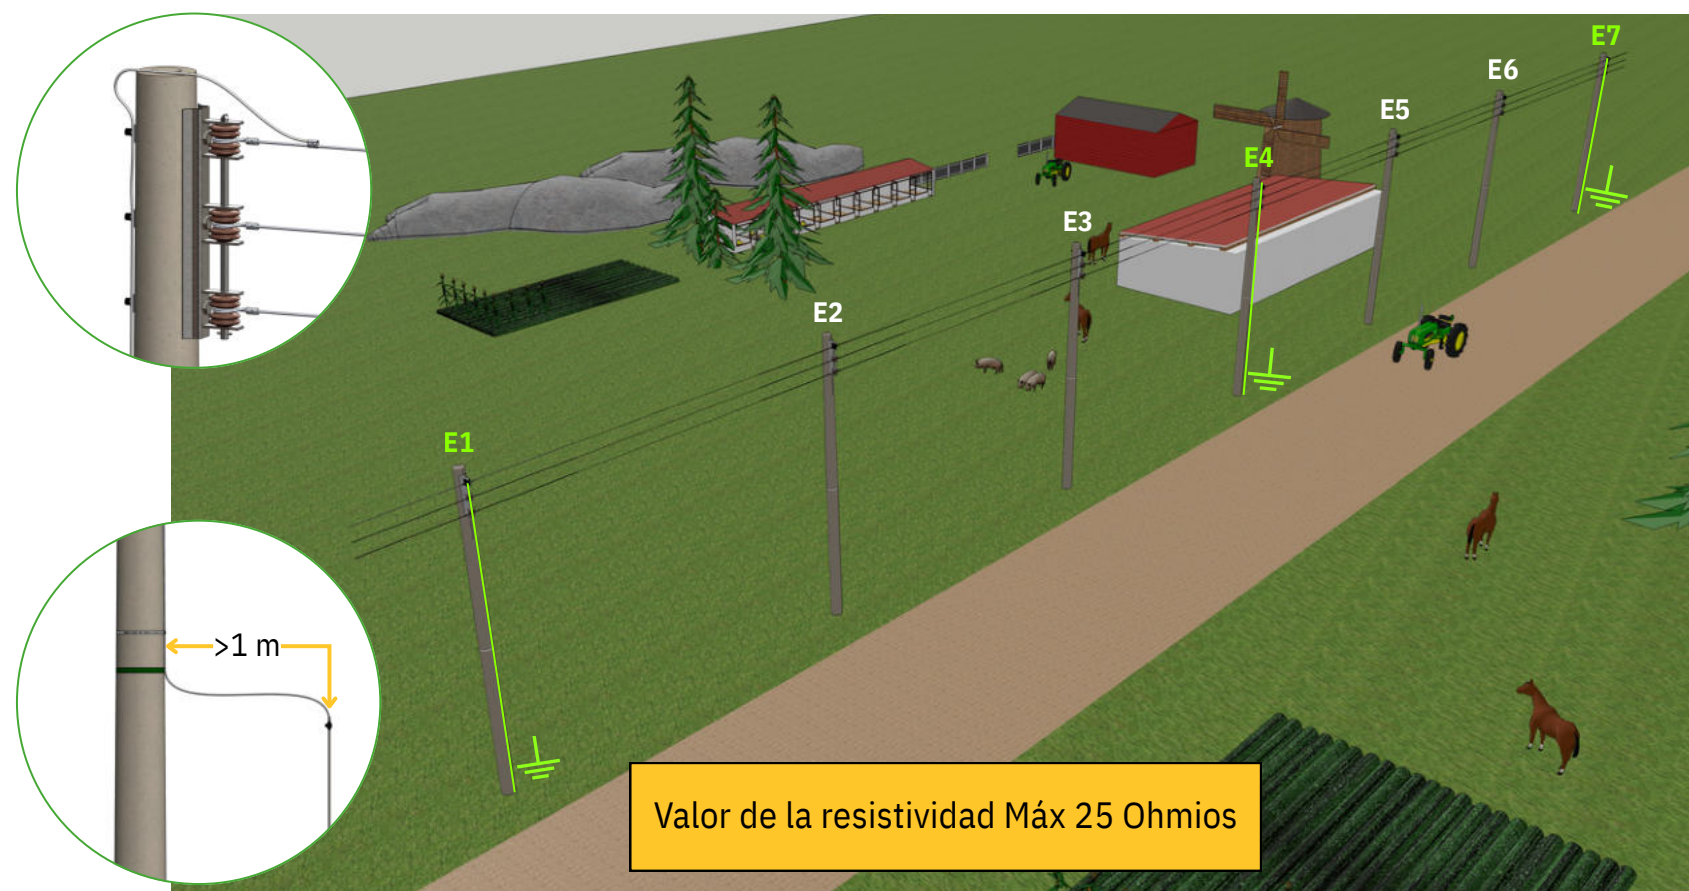 E7
E6
E5
E4
E3
E2
E1
>1 m
Valor de la resistividad Máx 25 Ohmios